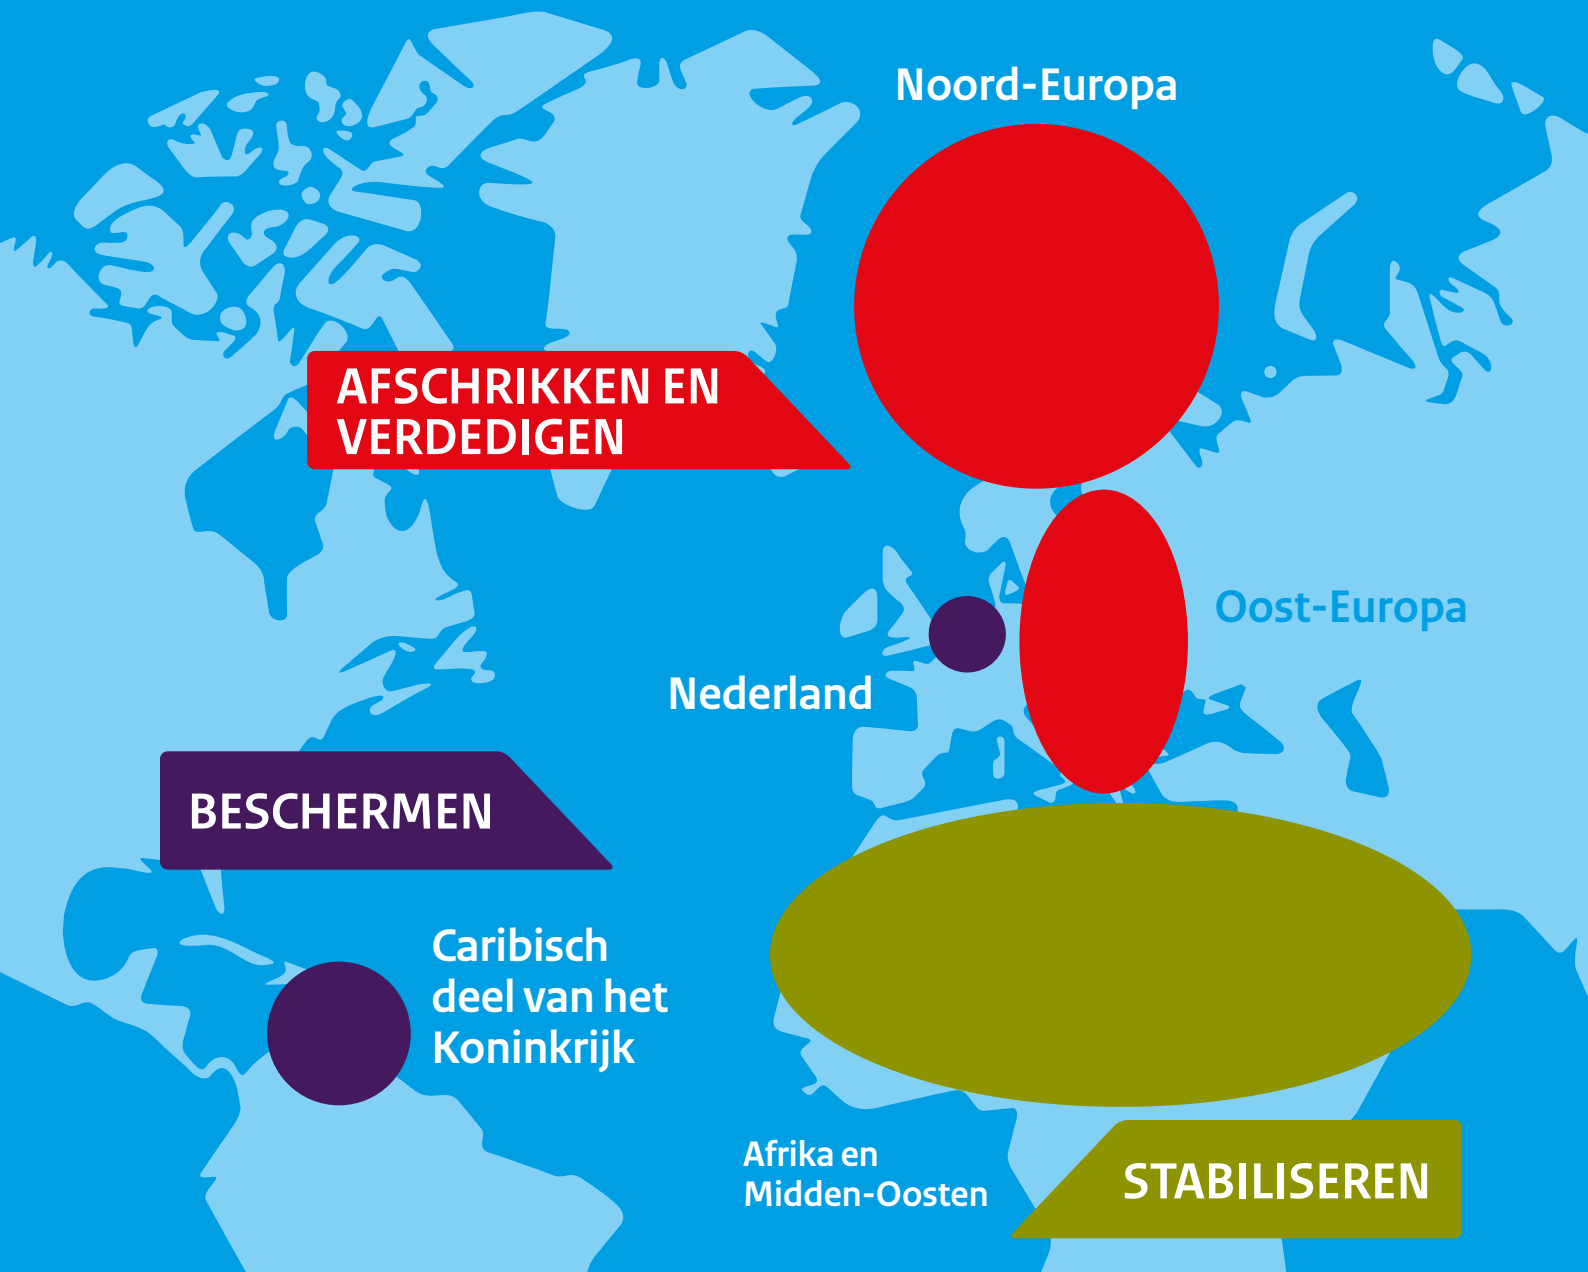 Noord-Europa
AFSCHRIKKEN EN
VERDEDIGEN
Oost-Europa
Nederland
BESCHERMEN
Caribisch
deel van het
Koninkrijk
Afrika en
Midden-Oosten
STABILISEREN